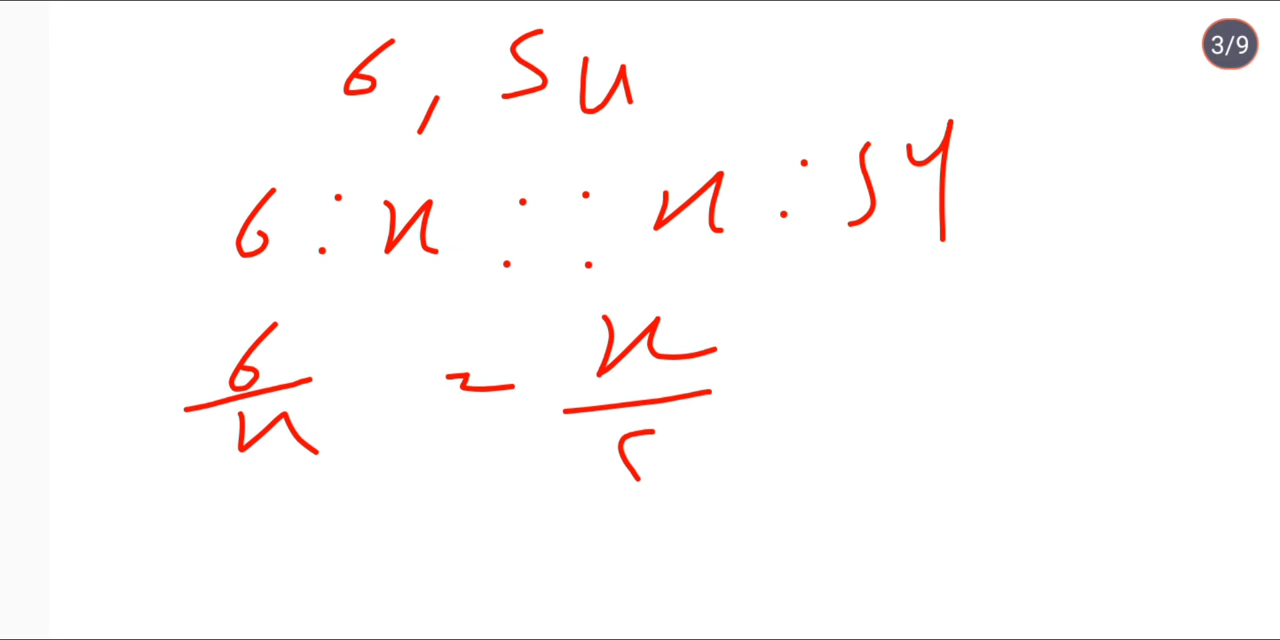 3/9
6, 54
6 : x :: x : 54
6/x = x/5